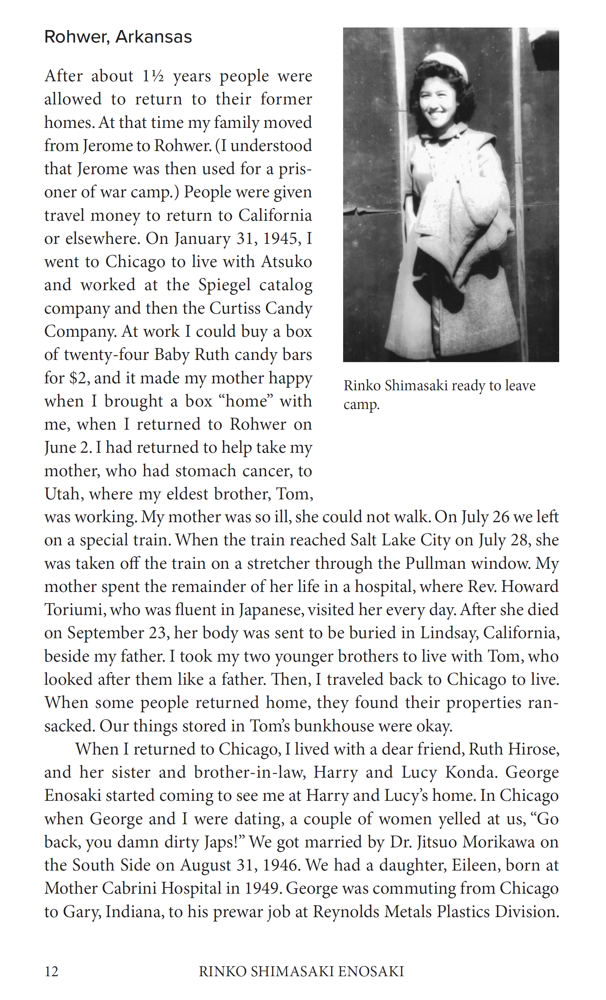 Rohwer, Arkansas
After about 1½ years people were
allowed to return to their former
homes. At that time my family moved
from Jerome to Rohwer. (I understood
that Jerome was then used for a pris-
oner of war camp.) People were given
travel money to return to California
or elsewhere. On January 31, 1945, I
went to Chicago to live with Atsuko
and worked at the Spiegel catalog
company and then the Curtiss Candy
Company. At work I could buy a box
of twenty-four Baby Ruth candy bars
for $2, and it made my mother happy
when I brought a box “home” with
me, when I returned to Rohwer on
June 2. I had returned to help take my
mother, who had stomach cancer, to
Utah, where my eldest brother, Tom,
was working. My mother was so ill, she could not walk. On July 26 we left
on a special train. When the train reached Salt Lake City on July 28, she
was taken off the train on a stretcher through the Pullman window. My
mother spent the remainder of her life in a hospital, where Rev. Howard
Toriumi, who was fluent in Japanese, visited her every day. After she died
on September 23, her body was sent to be buried in Lindsay, California,
beside my father. I took my two younger brothers to live with Tom, who
looked after them like a father. Then, I traveled back to Chicago to live.
When some people returned home, they found their properties ran-
sacked. Our things stored in Tom’s bunkhouse were okay.
When I returned to Chicago, I lived with a dear friend, Ruth Hirose,
and her sister and brother-in-law, Harry and Lucy Konda. George
Enosaki started coming to see me at Harry and Lucy’s home. In Chicago
when George and I were dating, a couple of women yelled at us, “Go
back, you damn dirty Japs!” We got married by Dr. Jitsuo Morikawa on
the South Side on August 31, 1946. We had a daughter, Eileen, born at
Mother Cabrini Hospital in 1949. George was commuting from Chicago
to Gary, Indiana, to his prewar job at Reynolds Metals Plastics Division.
Rinko Shimasaki ready to leave
camp.
12 RINKO SHIMASAKI ENOSAKI